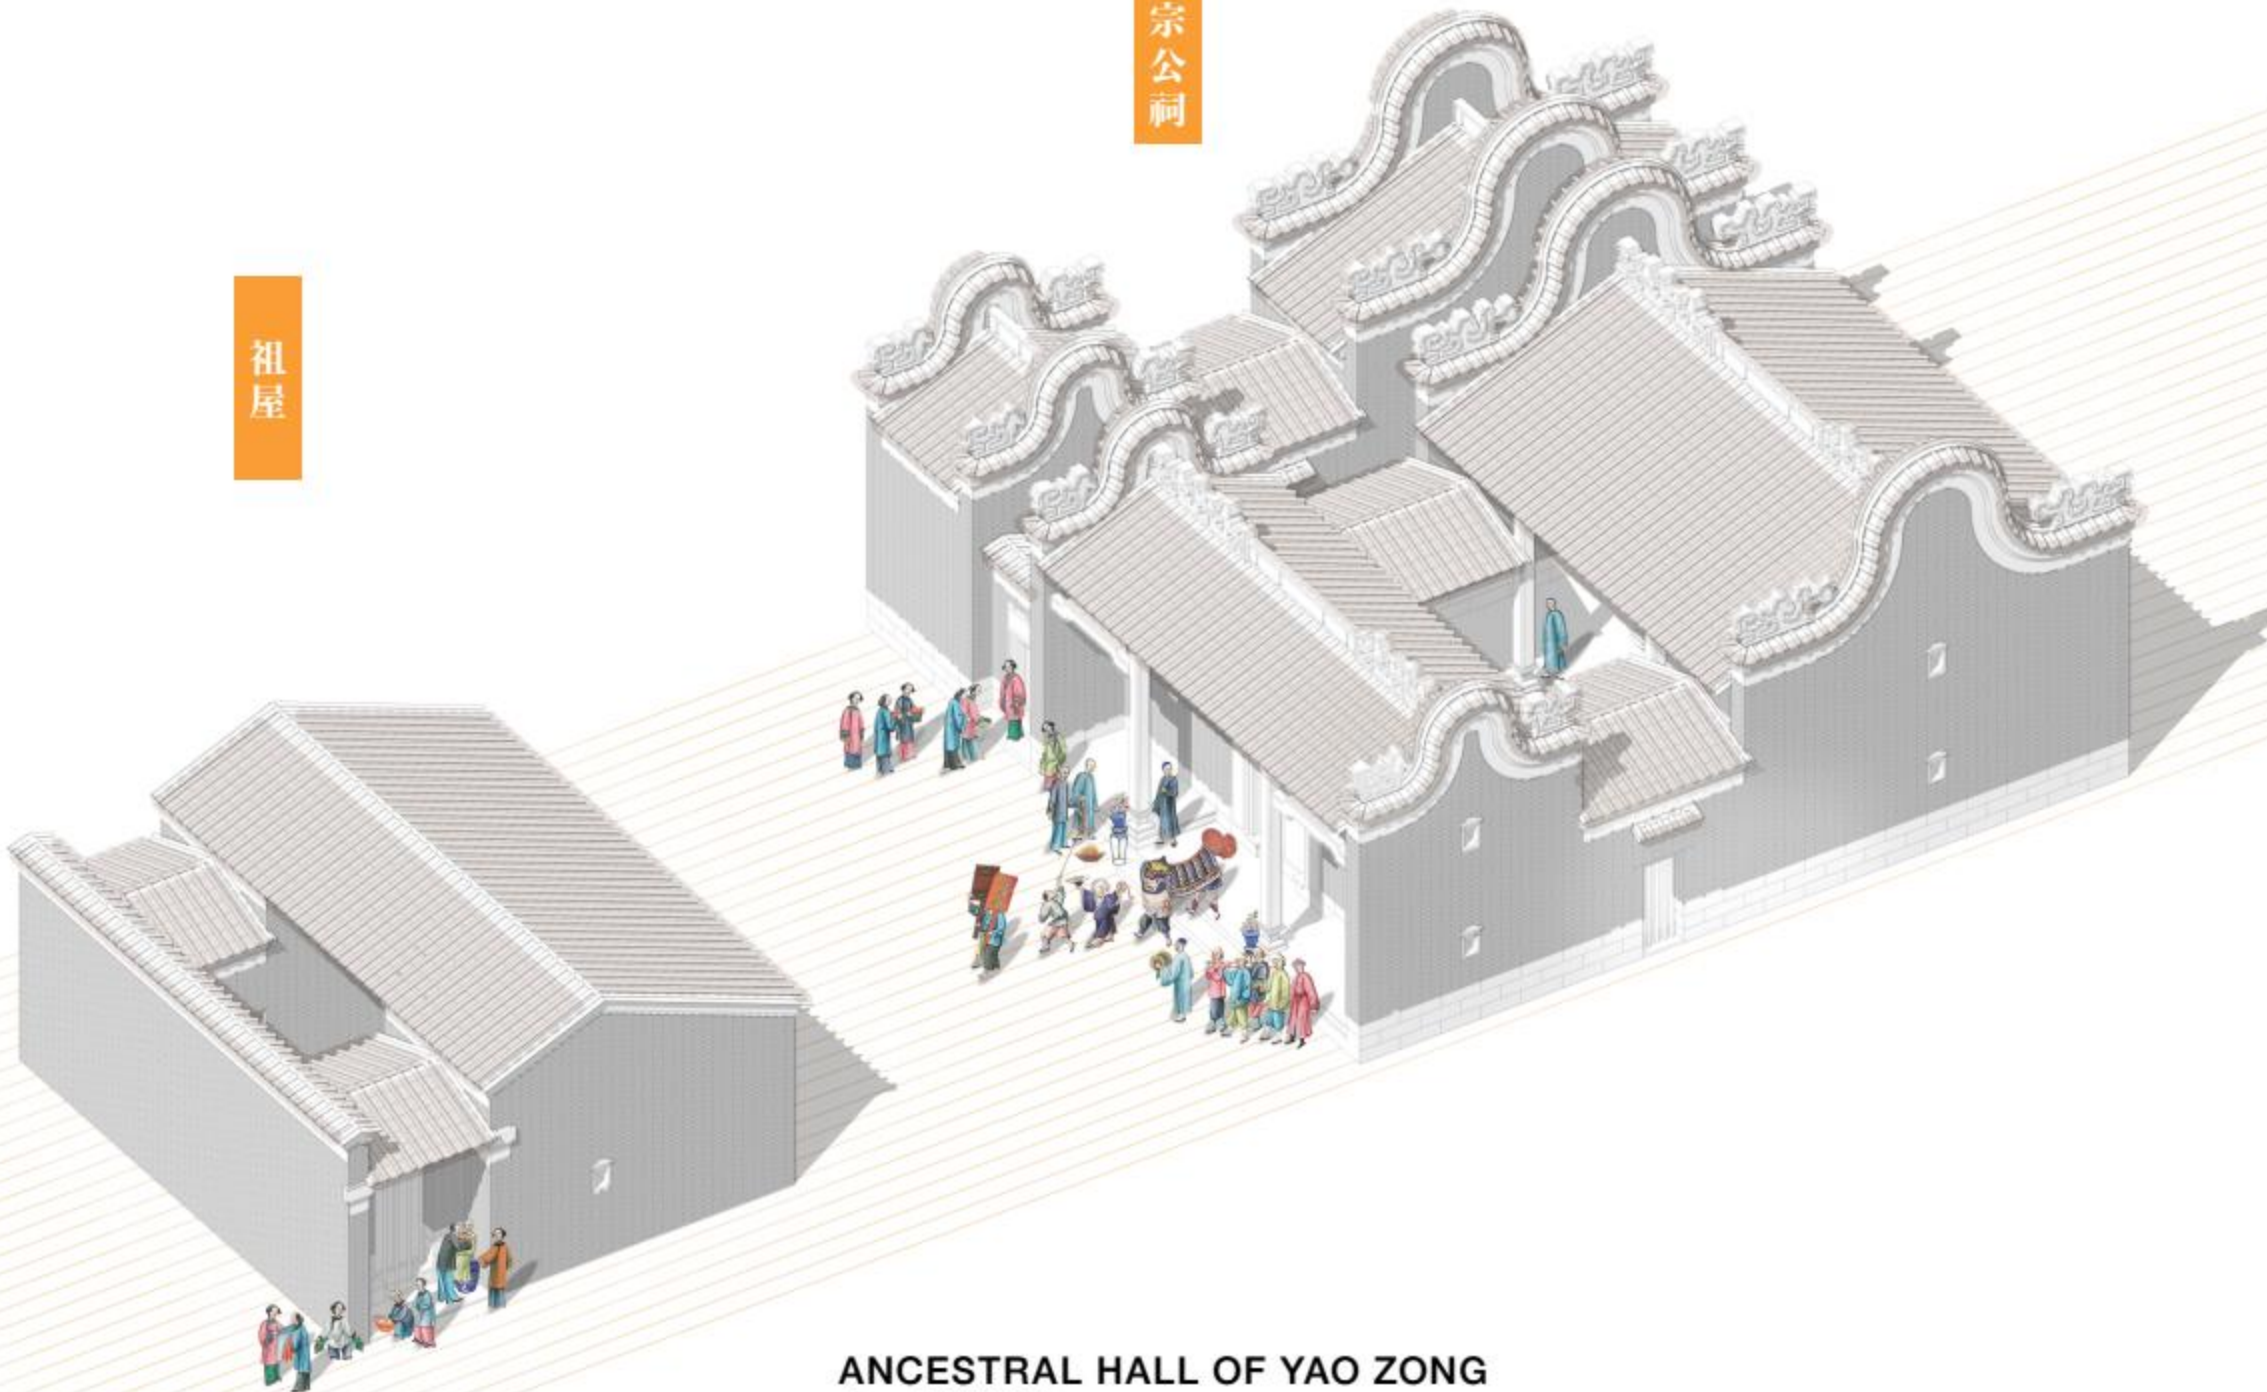 宗公祠
祖屋
ANCESTRAL HALL OF YAO ZONG